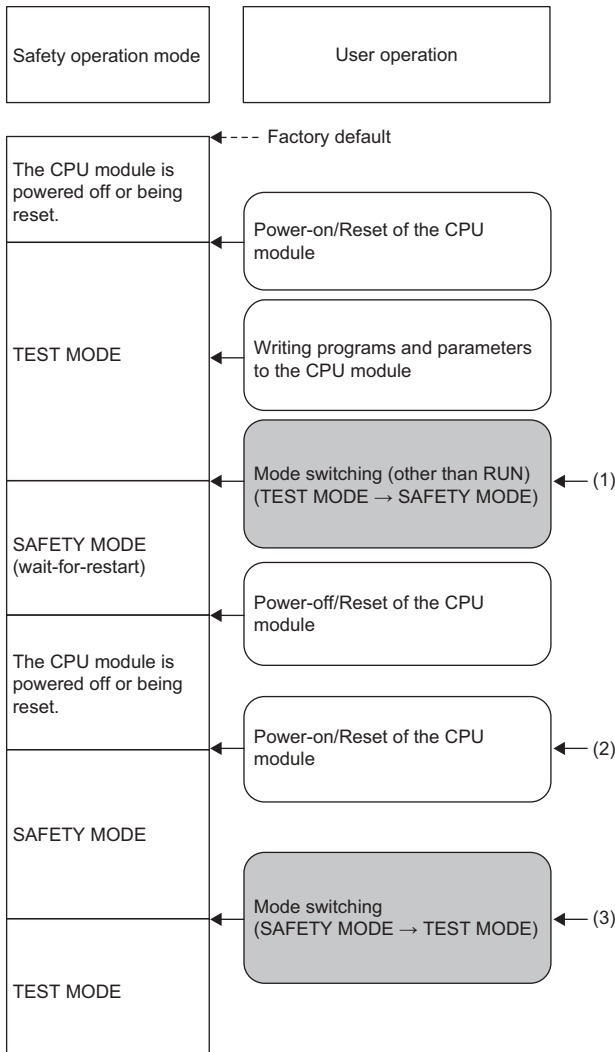 Safety operation mode
User operation
Factory default
The CPU module is
powered off or being
reset.
Power-on/Reset of the CPU
module
TEST MODE
Writing programs and parameters
to the CPU module
Mode switching (other than RUN)
(TEST MODE → SAFETY MODE)
(1)
SAFETY MODE
(wait-for-restart)
Power-off/Reset of the CPU
module
The CPU module is
powered off or being
reset.
Power-on/Reset of the CPU
module
(2)
SAFETY MODE
Mode switching
(SAFETY MODE → TEST MODE)
(3)
TEST MODE